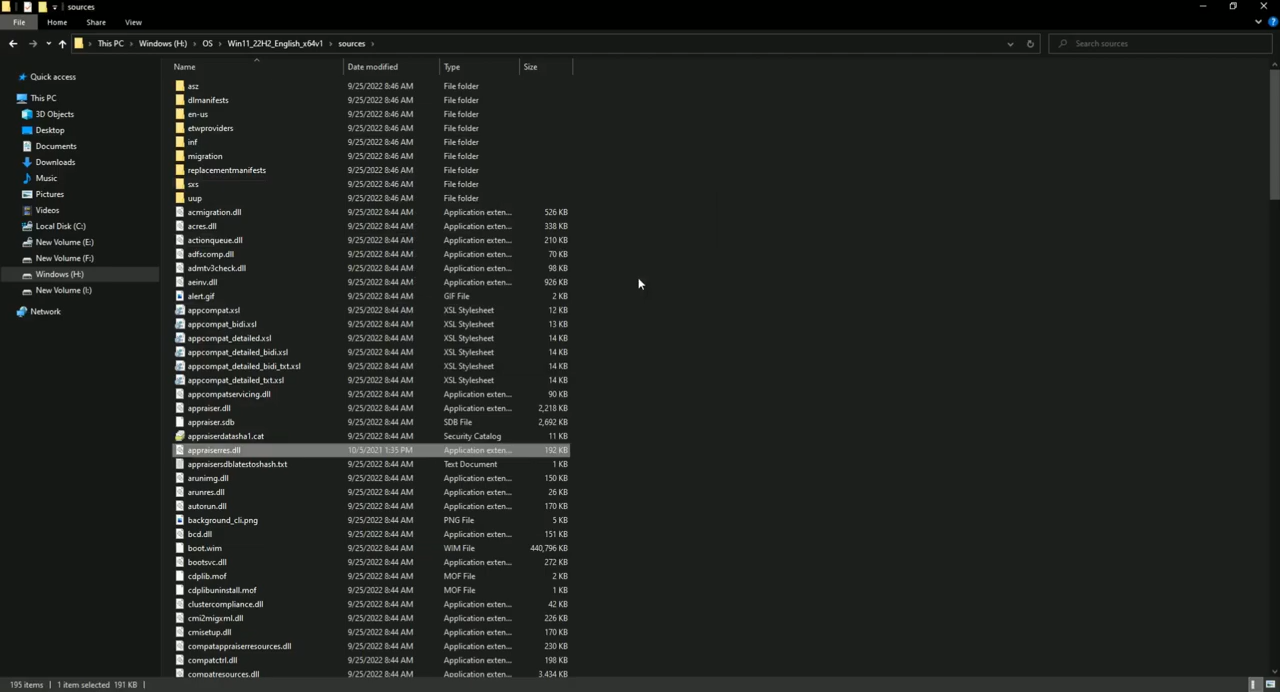 sources
File Home Share View
This PC > Windows (H:) > OS > Win11_22H2_English_x64v1 > sources >
Search sources
Name Date modified Type Size
Quick access
This PC
3D Objects
Desktop
Documents
Downloads
Music
Pictures
Videos
Local Disk (C:)
New Volume (E:)
New Volume (F:)
Windows (H:)
New Volume (I:)
Network
asz 9/25/2022 8:46 AM File folder
dlmanifests 9/25/2022 8:46 AM File folder
en-us 9/25/2022 8:46 AM File folder
etwproviders 9/25/2022 8:46 AM File folder
inf 9/25/2022 8:46 AM File folder
migration 9/25/2022 8:46 AM File folder
replacementmanifests 9/25/2022 8:46 AM File folder
sxs 9/25/2022 8:46 AM File folder
uup 9/25/2022 8:46 AM File folder
acmigration.dll 9/25/2022 8:44 AM Application exten... 526 KB
acres.dll 9/25/2022 8:44 AM Application exten... 338 KB
actionqueue.dll 9/25/2022 8:44 AM Application exten... 210 KB
adfscomp.dll 9/25/2022 8:44 AM Application exten... 70 KB
admtv3check.dll 9/25/2022 8:44 AM Application exten... 98 KB
aeinv.dll 9/25/2022 8:44 AM Application exten... 926 KB
alert.gif 9/25/2022 8:44 AM GIF File 2 KB
appcompat.xsl 9/25/2022 8:44 AM XSL Stylesheet 12 KB
appcompat_bidi.xsl 9/25/2022 8:44 AM XSL Stylesheet 13 KB
appcompat_detailed.xsl 9/25/2022 8:44 AM XSL Stylesheet 14 KB
appcompat_detailed_bidi.xsl 9/25/2022 8:44 AM XSL Stylesheet 14 KB
appcompat_detailed_bidi_txt.xsl 9/25/2022 8:44 AM XSL Stylesheet 14 KB
appcompat_detailed_txt.xsl 9/25/2022 8:44 AM XSL Stylesheet 14 KB
appcompatservicing.dll 9/25/2022 8:44 AM Application exten... 90 KB
appraiser.dll 9/25/2022 8:44 AM Application exten... 2,218 KB
appraiser.sdb 9/25/2022 8:44 AM SDB File 2,692 KB
appraiserdatasha1.cat 9/25/2022 8:44 AM Security Catalog 11 KB
appraiserres.dll 10/5/2021 1:35 PM Application exten... 192 KB
appraisersdblatestoshash.txt 9/25/2022 8:44 AM Text Document 1 KB
arunimg.dll 9/25/2022 8:44 AM Application exten... 150 KB
arunres.dll 9/25/2022 8:44 AM Application exten... 26 KB
autorun.dll 9/25/2022 8:44 AM Application exten... 170 KB
background_cli.png 9/25/2022 8:44 AM PNG File 5 KB
bcd.dll 9/25/2022 8:44 AM Application exten... 151 KB
boot.wim 9/25/2022 8:44 AM WIM File 440,796 KB
bootsvc.dll 9/25/2022 8:44 AM Application exten... 272 KB
cdplib.mof 9/25/2022 8:44 AM MOF File 2 KB
cdplibuninstall.mof 9/25/2022 8:44 AM MOF File 1 KB
clustercompliance.dll 9/25/2022 8:44 AM Application exten... 42 KB
cmi2migxml.dll 9/25/2022 8:44 AM Application exten... 226 KB
cmisetup.dll 9/25/2022 8:44 AM Application exten... 170 KB
compatappraiserresources.dll 9/25/2022 8:44 AM Application exten... 230 KB
compatctrl.dll 9/25/2022 8:44 AM Application exten... 198 KB
compatresources.dll 9/25/2022 8:44 AM Application exten... 3,434 KB
195 items | 1 item selected 191 KB |